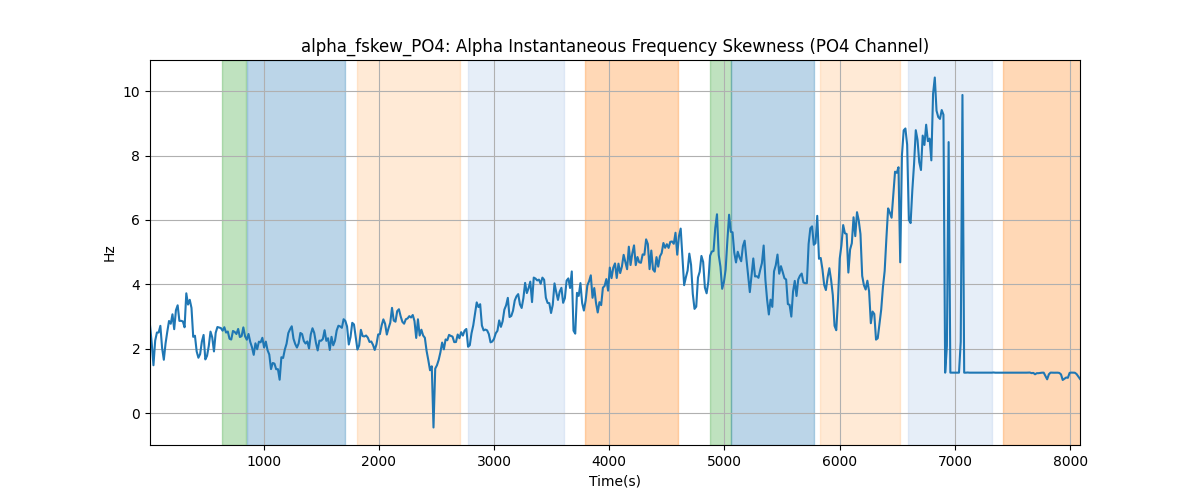 alpha_fskew_PO4: Alpha Instantaneous Frequency Skewness (PO4 Channel)
10
8
6
4
2
0
Hz
1000 2000 3000 4000 5000 6000 7000 8000
Time(s)